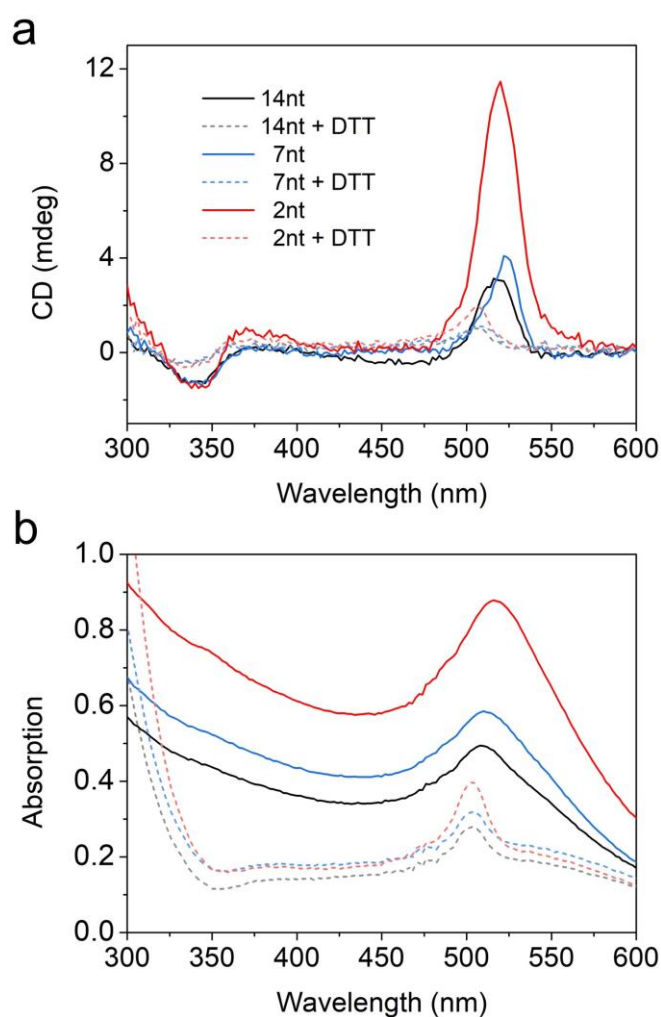 a
12
8
4
0
CD (mdeg)
14nt
14nt + DTT
7nt
7nt + DTT
2nt
2nt + DTT
300 350 400 450 500 550 600
Wavelength (nm)
b
1.0
0.8
0.6
0.4
0.2
0.0
Absorption
300 350 400 450 500 550 600
Wavelength (nm)